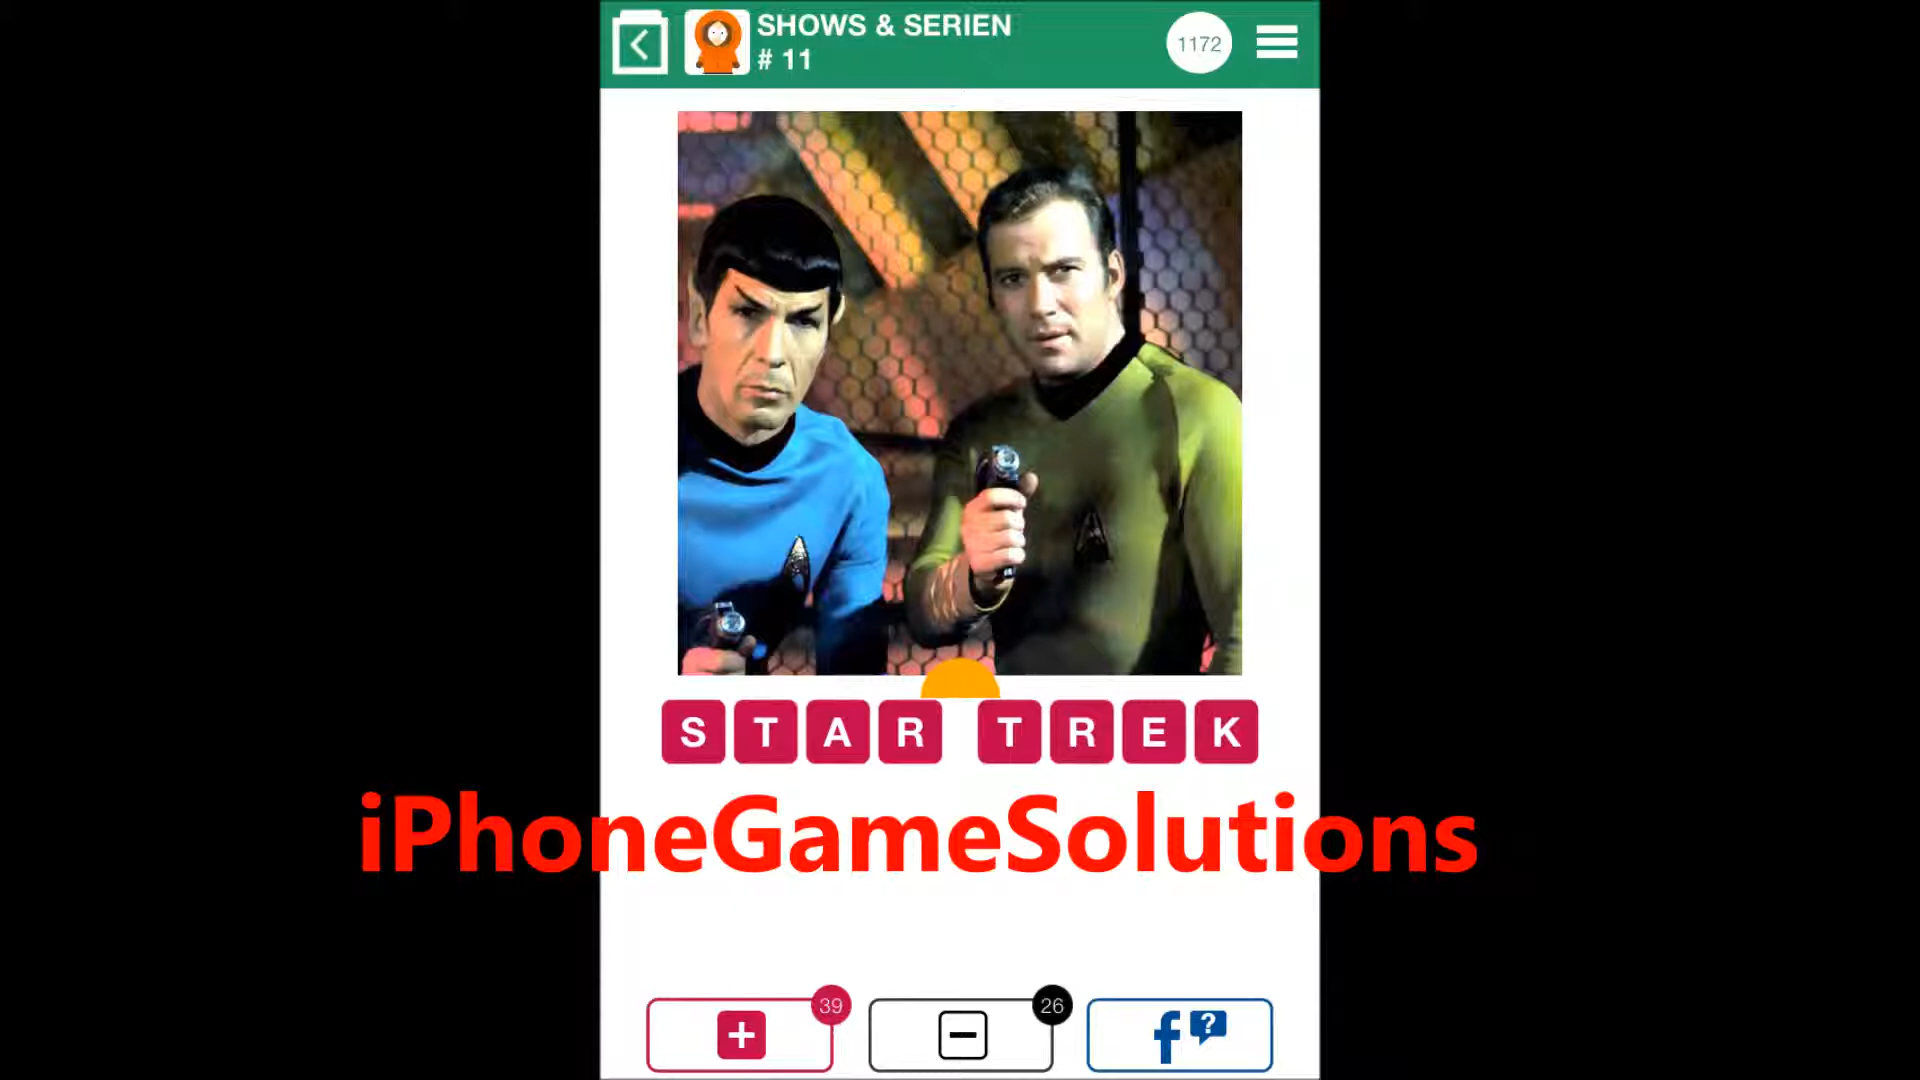 SHOWS & SERIEN
# 11
1172
STAR TREK
iPhoneGameSolutions
39
26
f ?